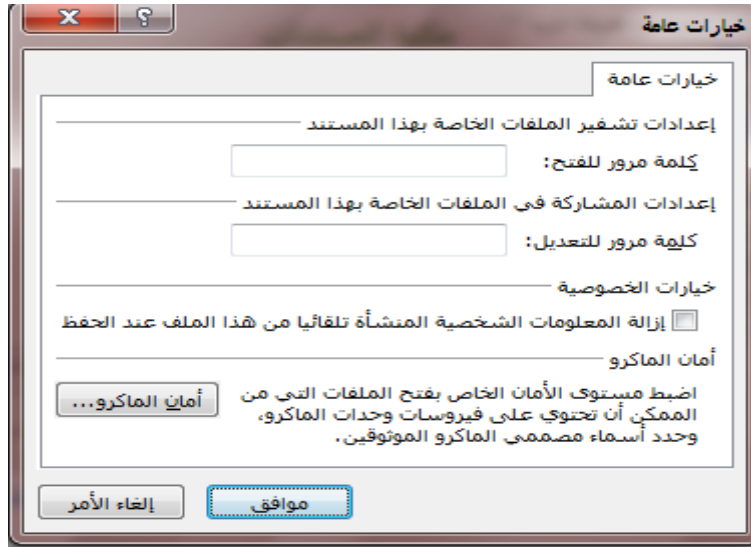 خيارات عامة
خيارات عامة
إعدادات تشفير الملفات الخاصة بهذا المستند
كلمة مرور للفتح:
إعدادات المشاركة في الملفات الخاصة بهذا المستند
كلمة مرور للتعديل:
خيارات الخصوصية
إزالة المعلومات الشخصية المنشأة تلقائيا من هذا الملف عند الحفظ
أمان الماكرو
اضبط مستوى الأمان الخاص بفتح الملفات التي من
الممكن أن تحتوي على فيروسات وحدات الماكرو،
وحدد أسماء مصممي الماكرو الموثوقين.
أمان الماكرو...
موافق
إلغاء الأمر